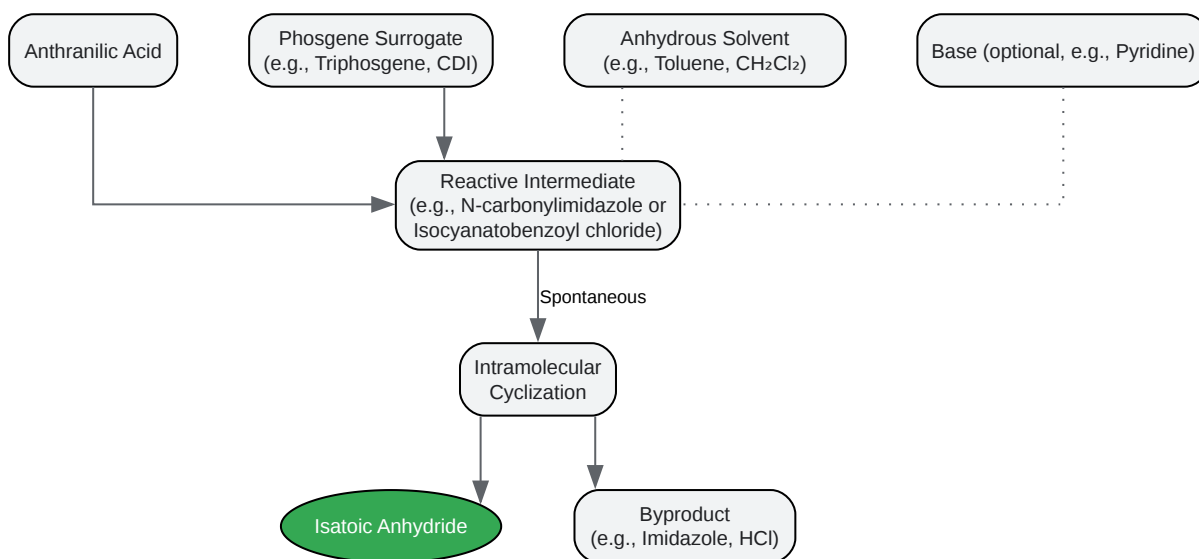 Anthranilic Acid
Phosgene Surrogate
(e.g., Triphosgene, CDI)
Anhydrous Solvent
(e.g., Toluene, CH₂Cl₂)
Base (optional, e.g., Pyridine)
Reactive Intermediate
(e.g., N-carbonylimidazole or
Isocyanatobenzoyl chloride)
Spontaneous
Intramolecular
Cyclization
Isatoic Anhydride
Byproduct
(e.g., Imidazole, HCl)